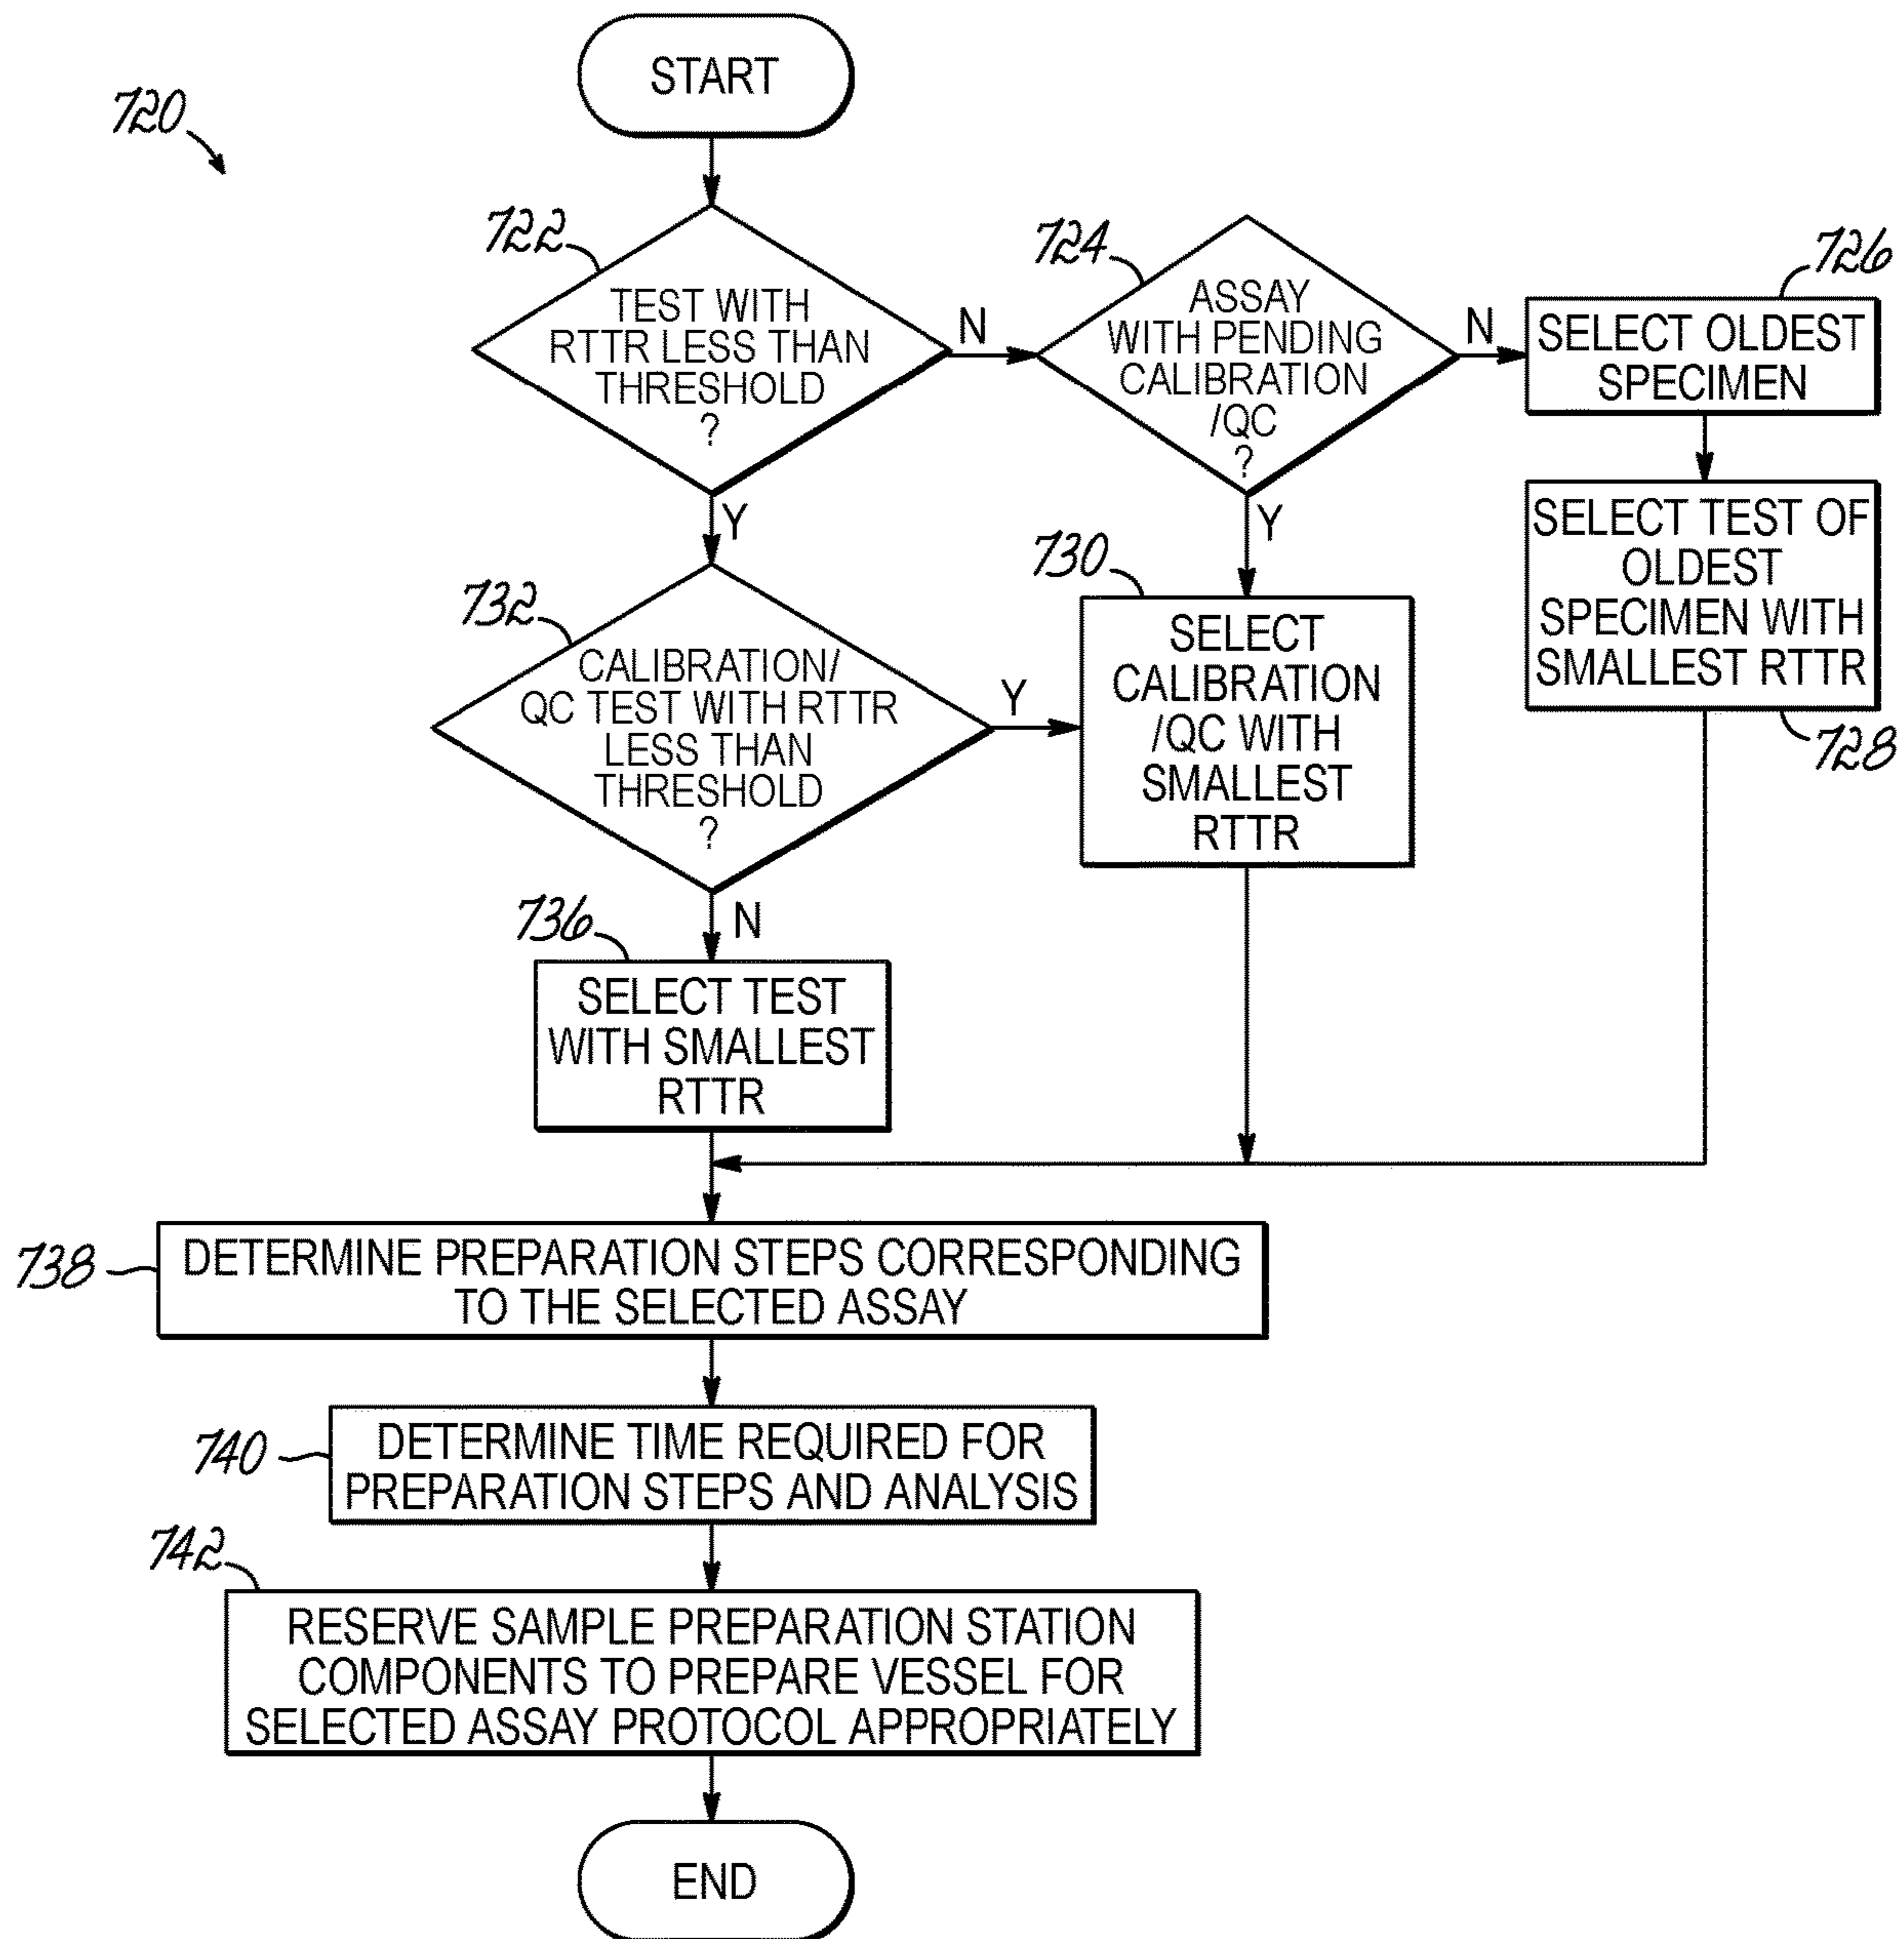 START
720
722
TEST WITH
RTTR LESS THAN
THRESHOLD
?
N
724
ASSAY
WITH PENDING
CALIBRATION
/QC
?
N
726
SELECT OLDEST
SPECIMEN
SELECT TEST OF
OLDEST
SPECIMEN WITH
SMALLEST RTTR
728
Y
Y
730
SELECT
CALIBRATION
/QC WITH
SMALLEST
RTTR
732
CALIBRATION/
QC TEST WITH RTTR
LESS THAN
THRESHOLD
?
Y
N
736
SELECT TEST
WITH SMALLEST
RTTR
738
DETERMINE PREPARATION STEPS CORRESPONDING
TO THE SELECTED ASSAY
740
DETERMINE TIME REQUIRED FOR
PREPARATION STEPS AND ANALYSIS
742
RESERVE SAMPLE PREPARATION STATION
COMPONENTS TO PREPARE VESSEL FOR
SELECTED ASSAY PROTOCOL APPROPRIATELY
END